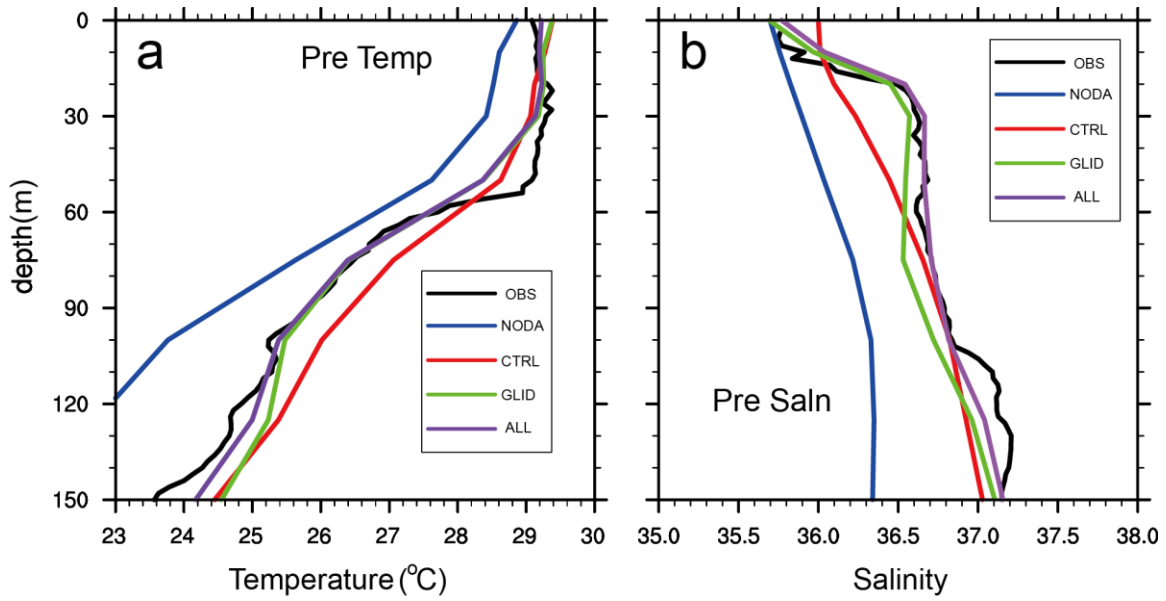 a
Pre Temp
depth(m)
0
30
60
90
120
150
OBS
NODA
CTRL
GLID
ALL
23 24 25 26 27 28 29 30
Temperature(°C)
b
OBS
NODA
CTRL
GLID
ALL
Pre Saln
35.0 35.5 36.0 36.5 37.0 37.5 38.0
Salinity